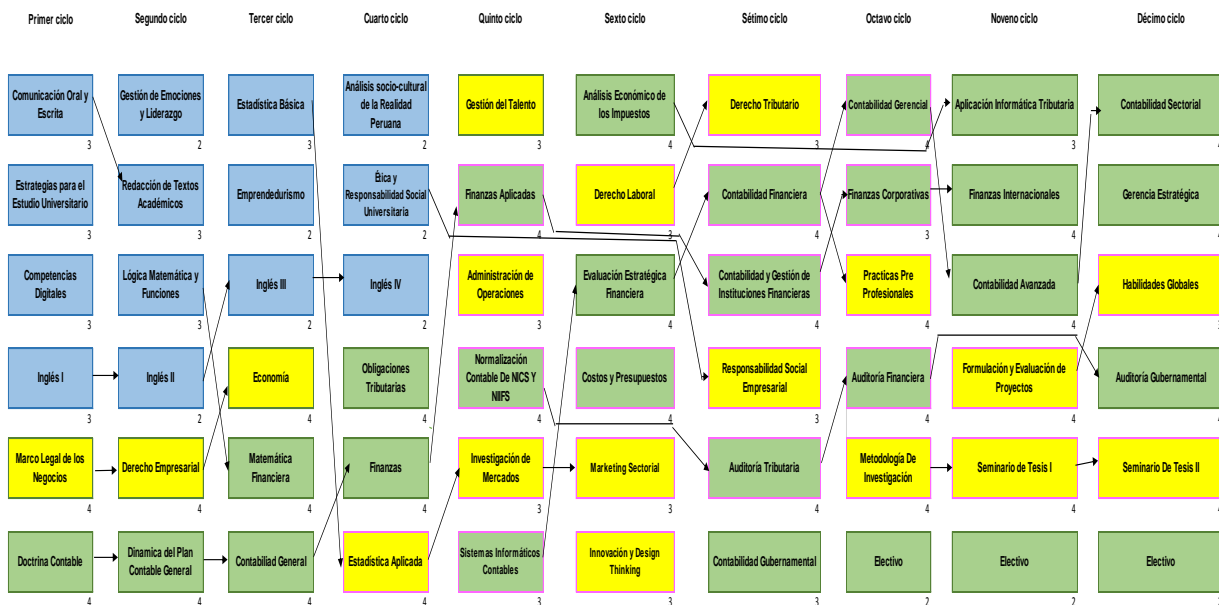 Primer ciclo
Segundo ciclo
Tercer ciclo
Cuarto ciclo
Quinto ciclo
Sexto ciclo
Sétimo ciclo
Octavo ciclo
Noveno ciclo
Décimo ciclo
Comunicación Oral y
Escrita
3
Gestión de Emociones
y Liderazgo
2
Estadística Básica
3
Análisis socio-cultural
de la Realidad
Peruana
2
Gestión del Talento
3
Análisis Económico de
los Impuestos
4
Derecho Tributario
3
Contabilidad Gerencial
4
Aplicación Informática Tributaria
3
Contabilidad Sectorial
Estrategias para el
Estudio Universitario
3
Redacción de Textos
Académicos
3
Emprendedurismo
2
Ética y
Responsabilidad Social
Universitaria
2
Finanzas Aplicadas
4
Derecho Laboral
3
Contabilidad Financiera
4
Finanzas Corporativas
3
Finanzas Internacionales
4
Gerencia Estratégica
Competencias
Digitales
3
Lógica Matemática y
Funciones
3
Inglés III
2
Inglés IV
2
Administración de
Operaciones
3
Evaluación Estratégica
Financiera
4
Contabilidad y Gestión de
Instituciones Financieras
4
Practicas Pre
Profesionales
4
Contabilidad Avanzada
4
Habilidades Globales
Inglés I
3
Inglés II
2
Economía
4
Obligaciones
Tributarias
4
Normalización
Contable De NICS Y
NIIFS
4
Costos y Presupuestos
4
Responsabilidad Social
Empresarial
3
Auditoría Financiera
4
Formulación y Evaluación de
Proyectos
4
Auditoría Gubernamental
Marco Legal de los
Negocios
4
Derecho Empresarial
4
Matemática
Financiera
4
Finanzas
4
Investigación de
Mercados
3
Marketing Sectorial
3
Auditoría Tributaria
4
Metodología De
Investigación
4
Seminario de Tesis I
4
Seminario De Tesis II
Doctrina Contable
4
Dinamica del Plan
Contable General
4
Contabiliad General
4
Estadística Aplicada
4
Sistemas Informáticos
Contables
3
Innovación y Design
Thinking
3
Contabilidad Gubernamental
3
Electivo
2
Electivo
2
Electivo